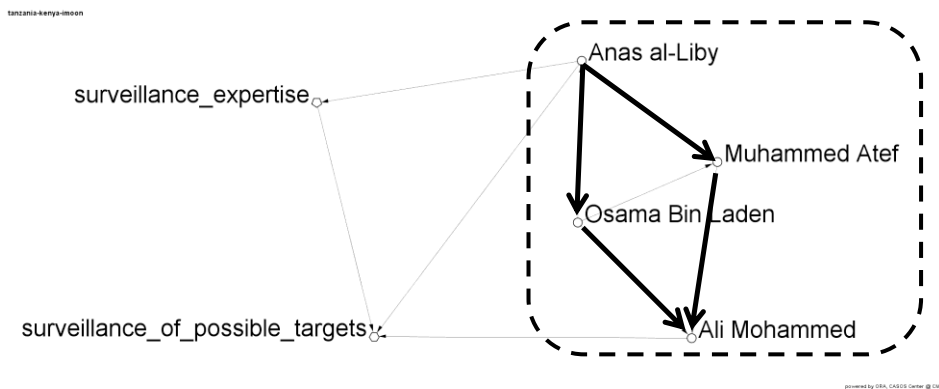 tanzania-kenya-imoon
Anas al-Liby
surveillance_expertise
Muhammed Atef
Osama Bin Laden
surveillance_of_possible_targets
Ali Mohammed
powered by ORA, CASOS Center @